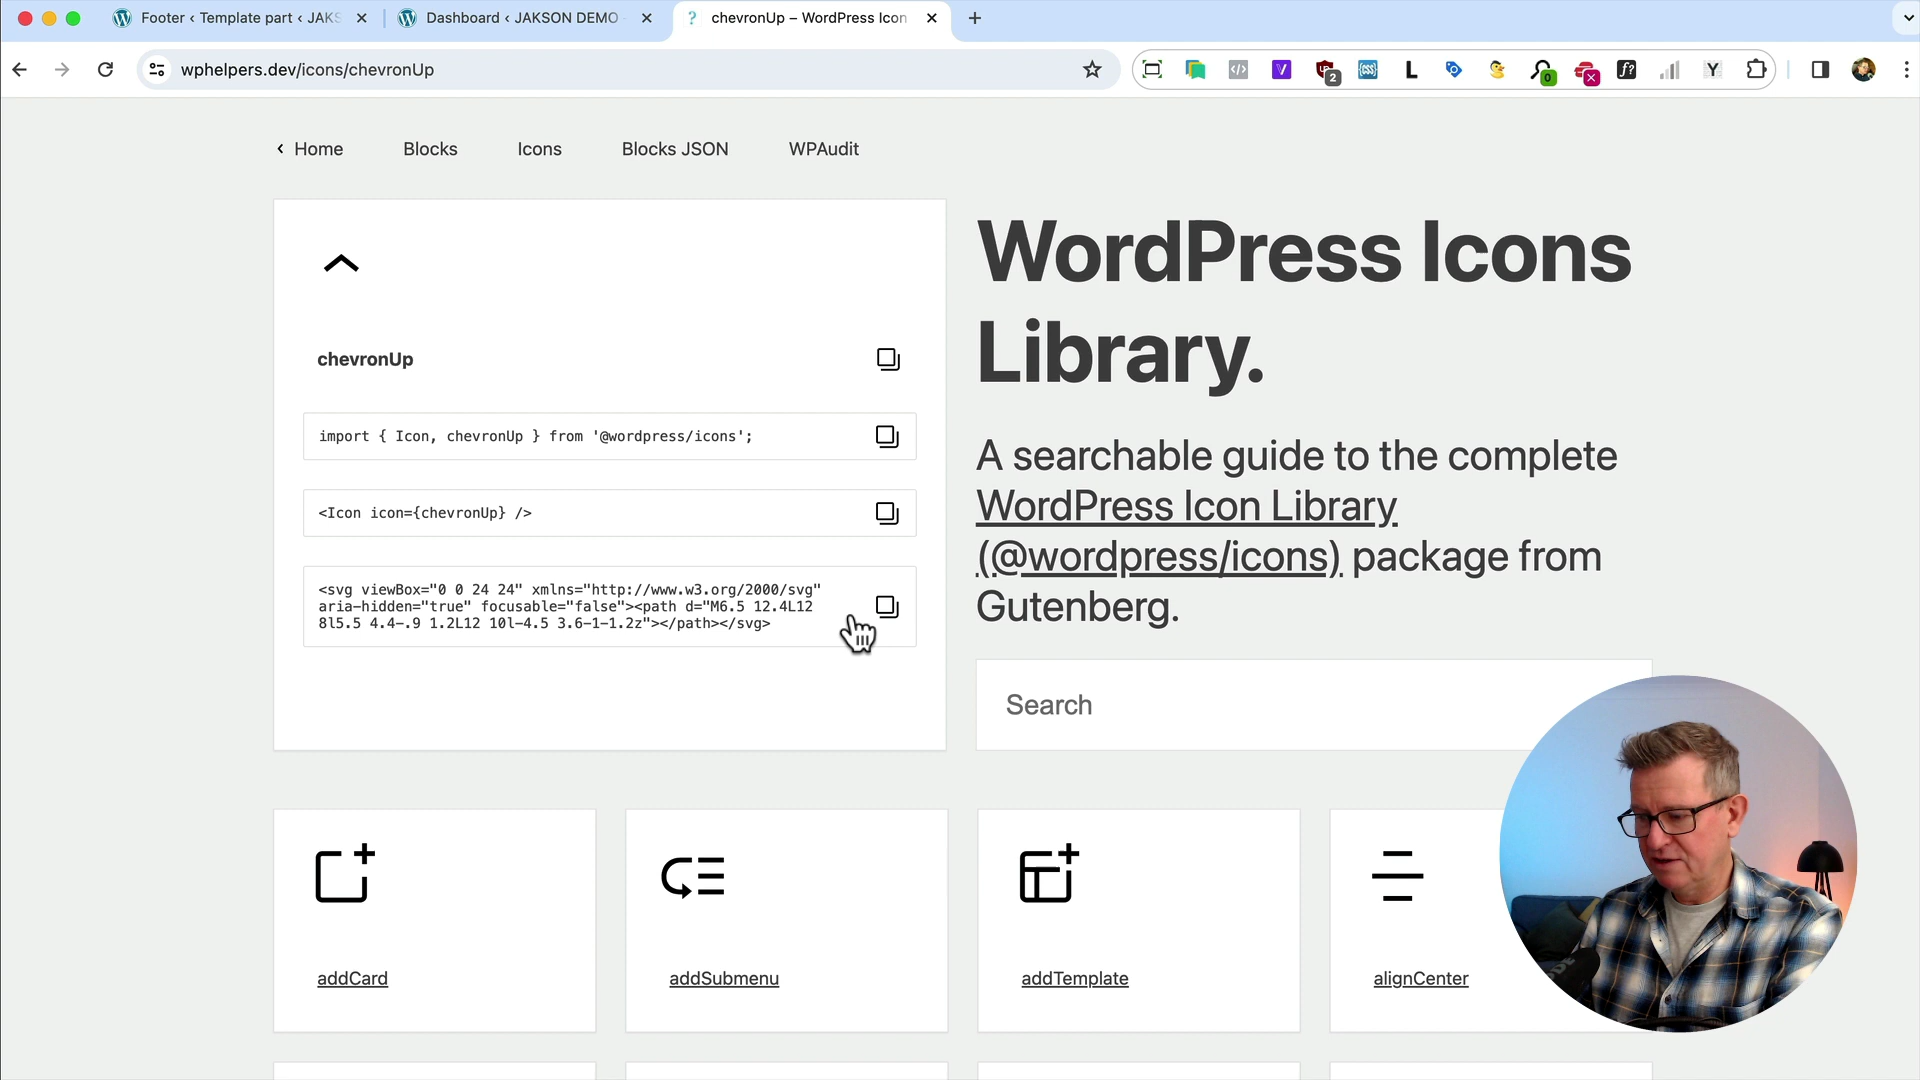 Footer ‹ Template part ‹ JAKS
Dashboard ‹ JAKSON DEMO
chevronUp – WordPress Icon
wphelpers.dev/icons/chevronUp
2
L
0
f?
Y
Home
Blocks
Icons
Blocks JSON
WPAudit
chevronUp
import { Icon, chevronUp } from '@wordpress/icons';
<Icon icon={chevronUp} />
<svg viewBox="0 0 24 24" xmlns="http://www.w3.org/2000/svg"
aria-hidden="true" focusable="false"><path d="M6.5 12.4L12
8l5.5 4.4-.9 1.2L12 10l-4.5 3.6-1-1.2z"></path></svg>
WordPress Icons
Library.
A searchable guide to the complete
WordPress Icon Library
(@wordpress/icons) package from
Gutenberg.
Search
addCard
addSubmenu
addTemplate
alignCenter